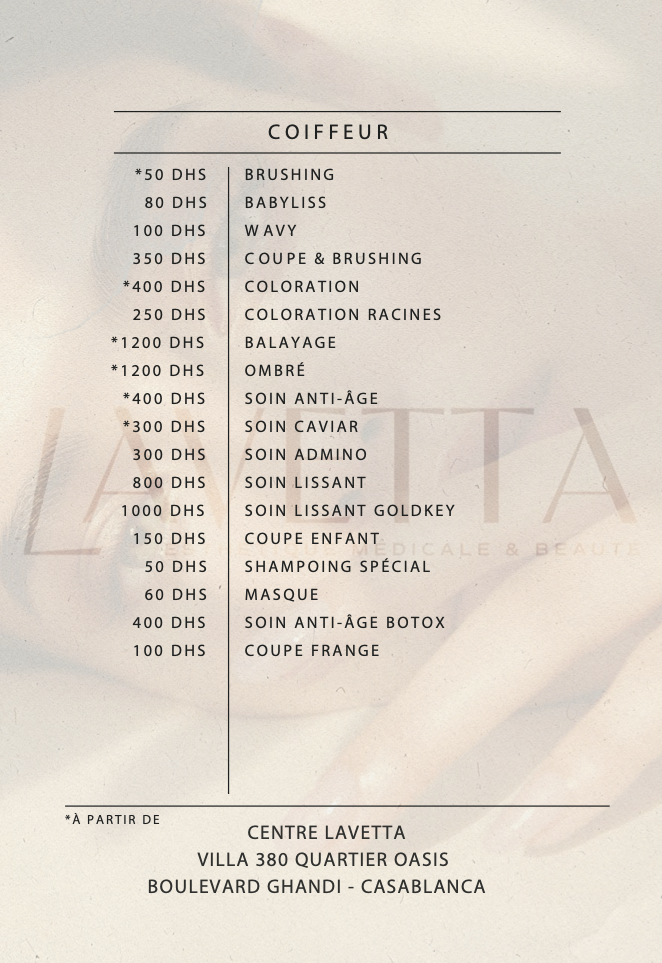 COIFFEUR
*50 DHS BRUSHING
80 DHS BABYLISS
100 DHS WAVY
350 DHS COUPE & BRUSHING
*400 DHS COLORATION
250 DHS COLORATION RACINES
*1200 DHS BALAYAGE
*1200 DHS OMBRÉ
*400 DHS SOIN ANTI-ÂGE
*300 DHS SOIN CAVIAR
300 DHS SOIN ADMINO
800 DHS SOIN LISSANT
1000 DHS SOIN LISSANT GOLDKEY
150 DHS COUPE ENFANT
50 DHS SHAMPOING SPÉCIAL
60 DHS MASQUE
400 DHS SOIN ANTI-ÂGE BOTOX
100 DHS COUPE FRANGE
LAVETTA
ESTHÉTIQUE MÉDICALE & BEAUTÉ
*À PARTIR DE
CENTRE LAVETTA
VILLA 380 QUARTIER OASIS
BOULEVARD GHANDI - CASABLANCA